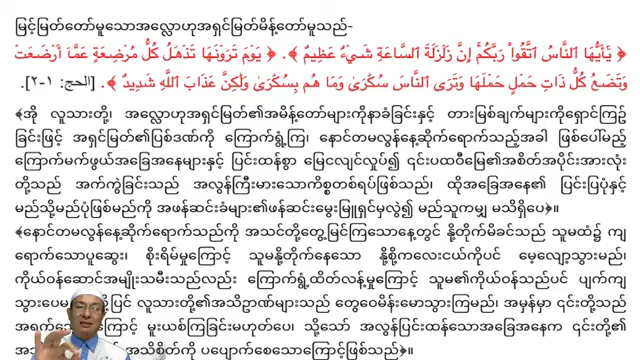 မြင့်မြတ်တော်မူသောအလ္လောဟုအရှင်မြတ်မိန့်တော်မူသည်-
﴿ يَٰٓأَيُّهَا ٱلنَّاسُ ٱتَّقُوا۟ رَبَّكُمْ ۚ إِنَّ زَلْزَلَةَ ٱلسَّاعَةِ شَىْءٌ عَظِيمٌ ﴾. ﴿ يَوْمَ تَرَوْنَهَا تَذْهَلُ كُلُّ مُرْضِعَةٍ عَمَّآ أَرْضَعَتْ
وَتَضَعُ كُلُّ ذَاتِ حَمْلٍ حَمْلَهَا وَتَرَى ٱلنَّاسَ سُكَٰرَىٰ وَمَا هُم بِسُكَٰرَىٰ وَلَٰكِنَّ عَذَابَ ٱللَّهِ شَدِيدٌ ﴾. [الحج: ١-٢].
﴾အို လူသားတို့၊ အလ္လောဟုအရှင်မြတ်၏အမိန့်တော်များကိုနာခံခြင်းနှင့် တားမြစ်ချက်များကိုရှောင်ကြဉ်
ခြင်းဖြင့် အရှင်မြတ်၏ပြစ်ဒဏ်ကို ကြောက်ရွံ့ကြ၊ နောင်တမလွန်နေ့ဆိုက်ရောက်သည့်အခါ ဖြစ်ပေါ်မည့်
ကြောက်မက်ဖွယ်အခြေအနေများနှင့် ပြင်းထန်စွာ မြေငလျင်လှုပ်၍ ၎င်းပထဝီမြေ၏အစိတ်အပိုင်းအားလုံး
တို့သည် အက်ကွဲခြင်းသည် အလွန်ကြီးမားသောကိစ္စတစ်ရပ်ဖြစ်သည်၊ ထိုအခြေအနေ၏ ပြင်းပြပုံနှင့်
မည်သို့မည်ပုံဖြစ်မည်ကို အဖန်ဆင်းခံများ၏ဖန်ဆင်းမွေးမြူရှင်မှလွဲ၍ မည်သူကမျှ မသိရှိပေ﴿။
﴾နောင်တမလွန်နေ့ဆိုက်ရောက်သည်ကို အသင်တို့တွေ့မြင်ကြသောနေ့တွင် နို့တိုက်မိခင်သည် သူမထံ၌ ကျ
ရောက်သောပူဆွေး၊ စိုးရိမ်မှုကြောင့် သူမနို့တိုက်နေသော နို့စို့ကလေးငယ်ကိုပင် မေ့လျော့သွားမည်၊
ကိုယ်ဝန်ဆောင်အမျိုးသမီးသည်လည်း ကြောက်ရွံ့ထိတ်လန့်မှုကြောင့် သူမ၏ကိုယ်ဝန်သည်ပင် ပျက်ကျ
သွားပေမ ို့ပြင် လူသားတို့၏အသိဉာဏ်များသည် တွေဝေမိန်းမောသွားကြမည်၊ အမှန်မှာ ၎င်းတို့သည်
အရက်သေ ကြောင့် မူးယစ်ကြခြင်းမဟုတ်ပေ၊ သို့သော် အလွန်ပြင်းထန်သောအခြေအနေက ၎င်းတို့၏
အသိ အသိစိတ်ကို ပပျောက်စေသောကြောင့်ဖြစ်သည်﴿။